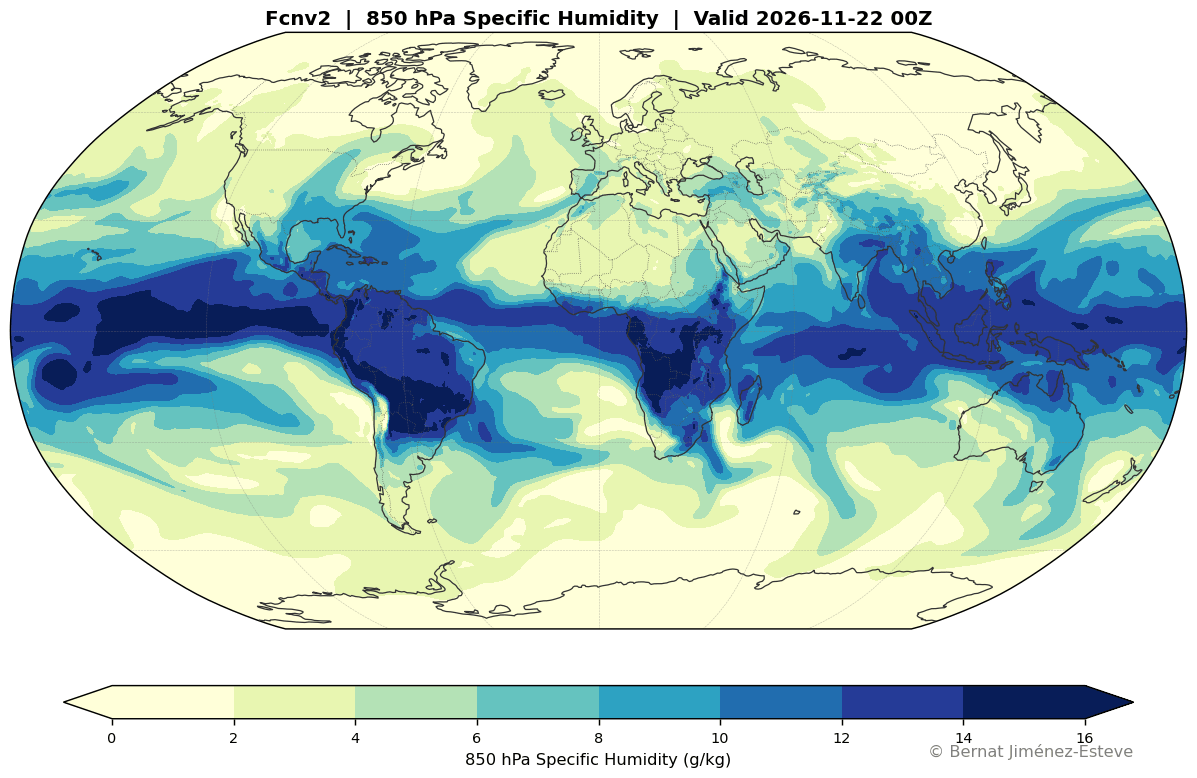 Fcnv2 | 850 hPa Specific Humidity | Valid 2026-11-22 00Z
0 2 4 6 8 10 12 14 16
850 hPa Specific Humidity (g/kg)
© Bernat Jiménez-Esteve